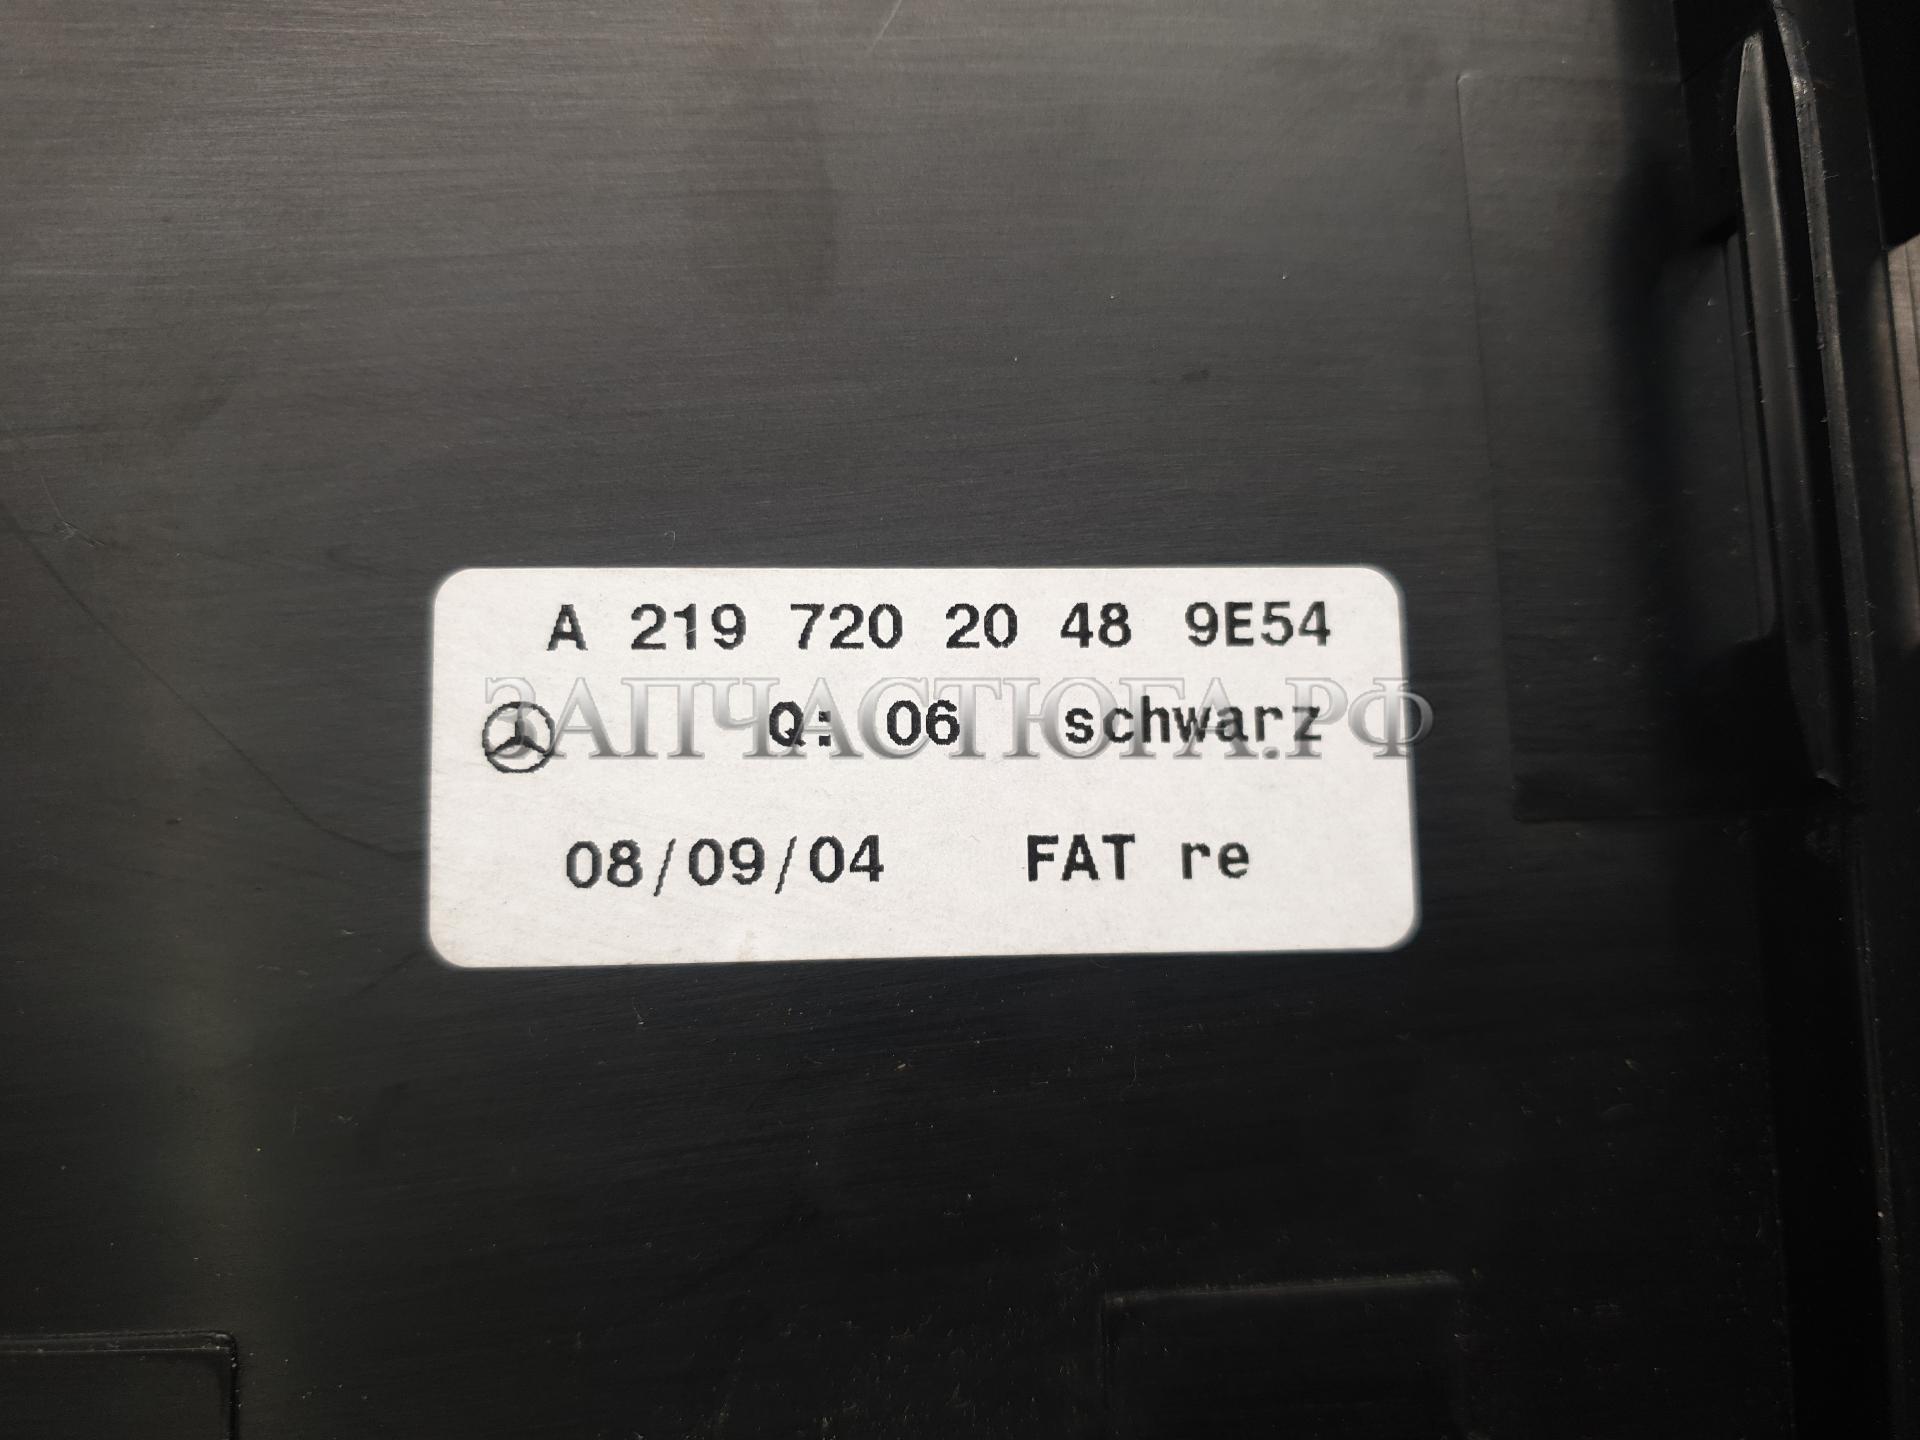 A 219 720 20 48 9E54
Q: 06 schwarz
ЗАПЧАСТЮГА.РФ
08/09/04 FAT re